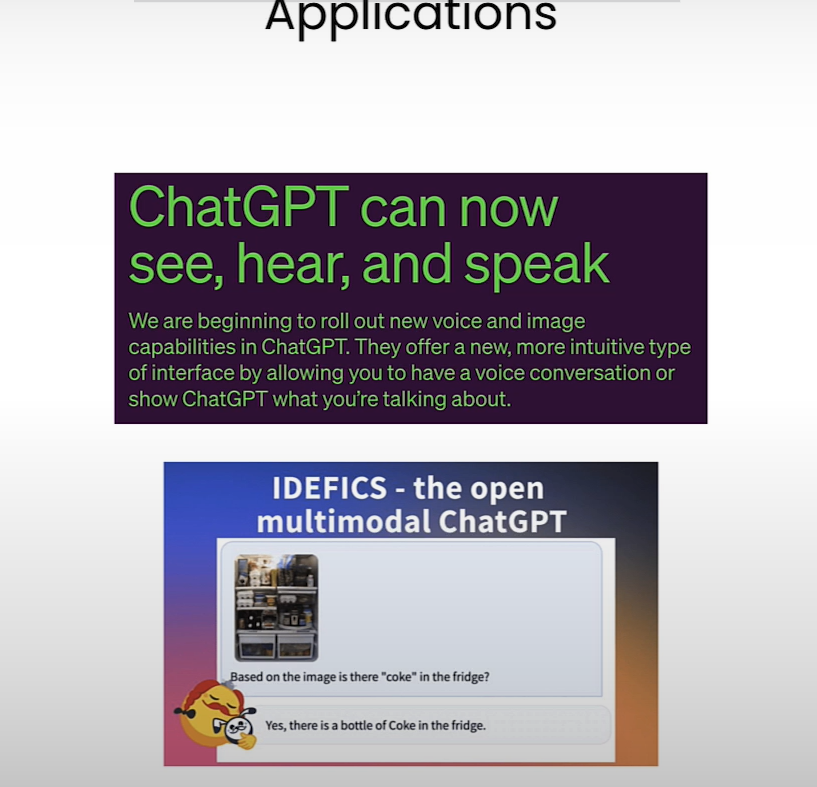 Applications
ChatGPT can now
see, hear, and speak
We are beginning to roll out new voice and image
capabilities in ChatGPT. They offer a new, more intuitive type
of interface by allowing you to have a voice conversation or
show ChatGPT what you're talking about.
IDEFICS - the open
multimodal ChatGPT
Based on the image is there "coke" in the fridge?
Yes, there is a bottle of Coke in the fridge.